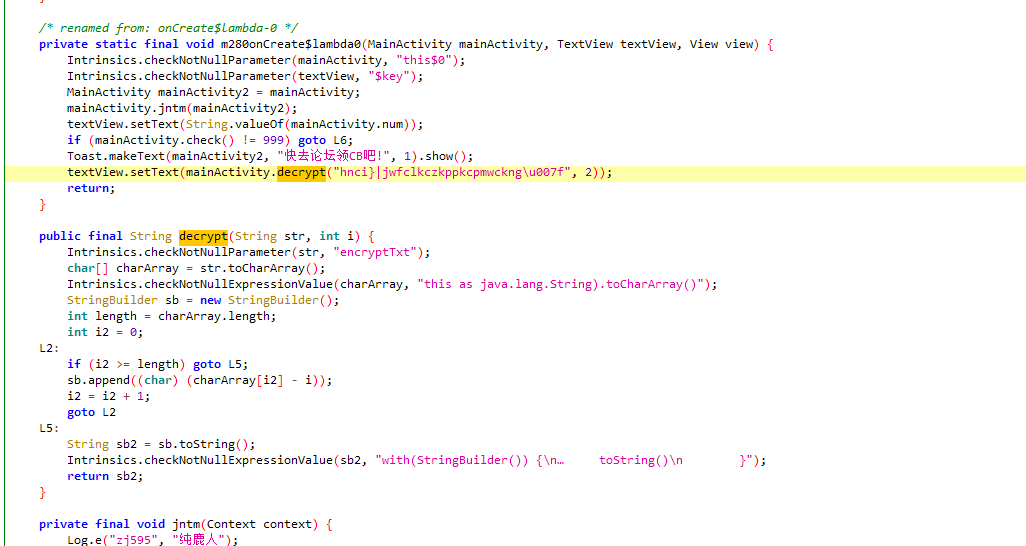 }
/* renamed from: onCreate$lambda-0 */
private static final void m280onCreate$lambda0(MainActivity mainActivity, TextView textView, View view) {
Intrinsics.checkNotNullParameter(mainActivity, "this$0");
Intrinsics.checkNotNullParameter(textView, "$key");
MainActivity mainActivity2 = mainActivity;
mainActivity.jntm(mainActivity2);
textView.setText(String.valueOf(mainActivity.num));
if (mainActivity.check() != 999) goto L6;
Toast.makeText(mainActivity2, "快去论坛领CB吧!", 1).show();
textView.setText(mainActivity.decrypt("hnci}|jwfclkczkppkcpmwckng\u007f", 2));
return;
}
public final String decrypt(String str, int i) {
Intrinsics.checkNotNullParameter(str, "encryptTxt");
char[] charArray = str.toCharArray();
Intrinsics.checkNotNullExpressionValue(charArray, "this as java.lang.String).toCharArray()");
StringBuilder sb = new StringBuilder();
int length = charArray.length;
int i2 = 0;
L2:
if (i2 >= length) goto L5;
sb.append((char) (charArray[i2] - i));
i2 = i2 + 1;
goto L2
L5:
String sb2 = sb.toString();
Intrinsics.checkNotNullExpressionValue(sb2, "with(StringBuilder()) {\n…     toString()\n        }");
return sb2;
}
private final void jntm(Context context) {
Log.e("zj595", "纯鹿人");